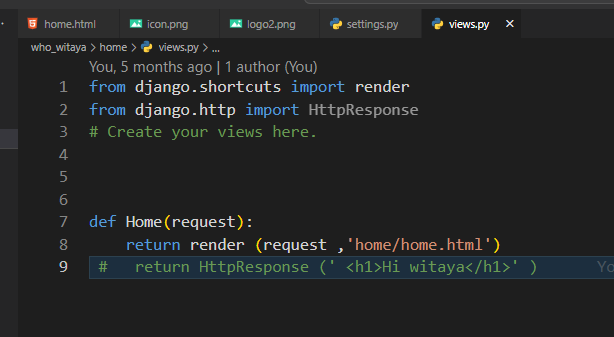 home.html icon.png logo2.png settings.py views.py
who_witaya > home > views.py > ...
You, 5 months ago | 1 author (You)
1 from django.shortcuts import render
2 from django.http import HttpResponse
3 # Create your views here.
4
5
6
7 def Home(request):
8 return render (request ,'home/home.html')
9 # return HttpResponse (' <h1>Hi witaya</h1>' ) Yo